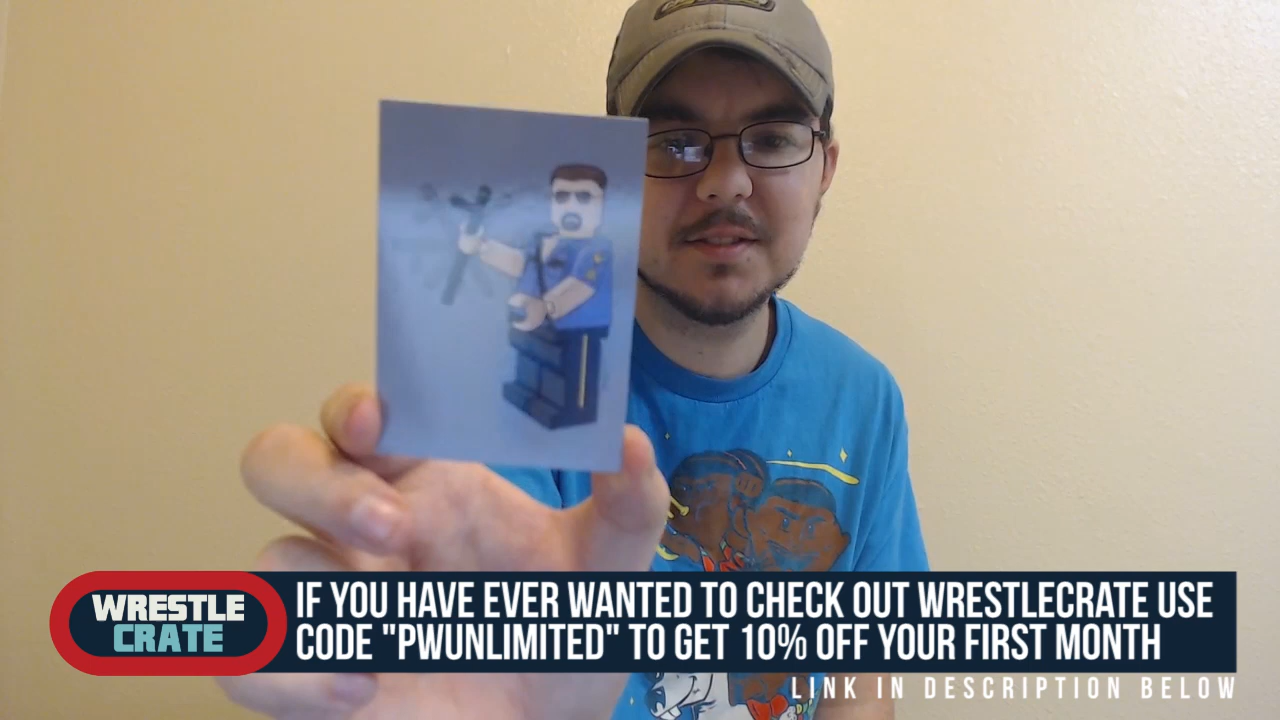 WRESTLE
CRATE
IF YOU HAVE EVER WANTED TO CHECK OUT WRESTLECRATE USE
CODE "PWUNLIMITED" TO GET 10% OFF YOUR FIRST MONTH
LINK IN DESCRIPTION BELOW